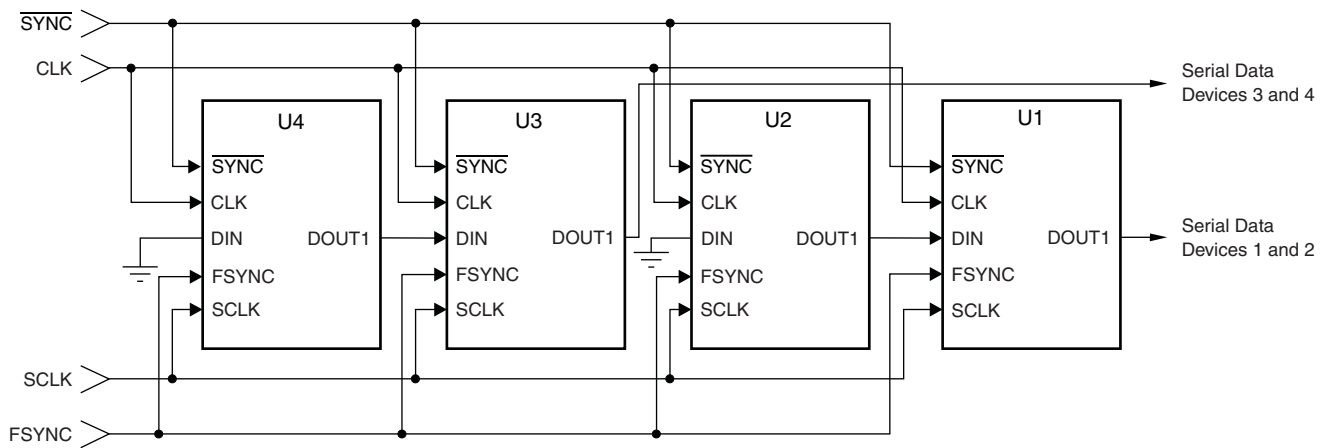 SYNC
CLK
Serial Data
Devices 3 and 4
U4
U3
U2
U1
SYNC
SYNC
SYNC
SYNC
CLK
CLK
CLK
CLK
DIN
DOUT1
DIN
DOUT1
DIN
DOUT1
DIN
DOUT1
Serial Data
Devices 1 and 2
FSYNC
FSYNC
FSYNC
FSYNC
SCLK
SCLK
SCLK
SCLK
SCLK
FSYNC